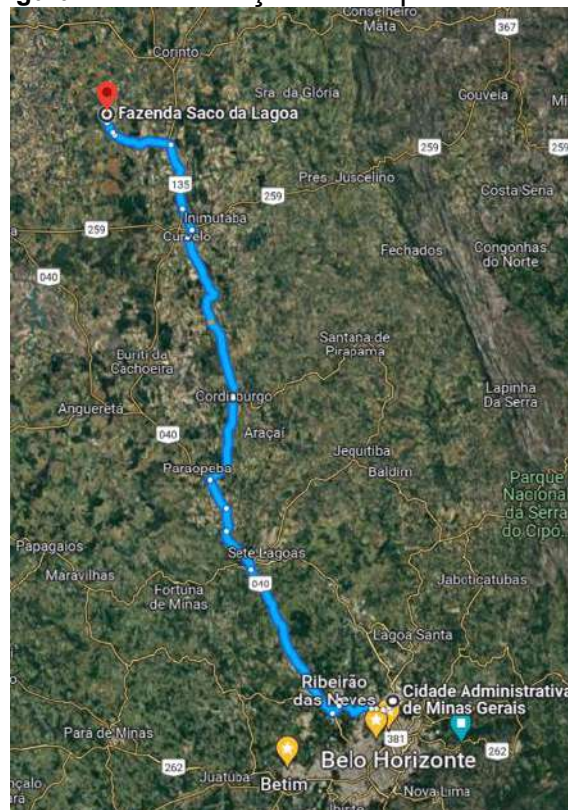 Conselheiro
Mata
367
Corinto
Sra. da Glória
Gouveia
Fazenda Saco da Lagoa
259
259
135
Pres. Juscelino
259
Costa Sena
Inimutaba
259
Curvelo
Fechados
Congonhas
do Norte
040
Santana de
Pirapama
Buriti da
Cachoeira
Lapinha
Da Serra
Cordisburgo
Angueretá
Araçaí
040
Jequitibá
Paraopeba
Baldim
Parque
Nacional
da Serra
do Cipó...
Papagaios
Sete Lagoas
Maravilhas
040
Jaboticatubas
Fortuna
de Minas
Lagoa Santa
Ribeirão
das Neves
Cidade Administrativa
de Minas Gerais
Pará de Minas
381
262
262
Belo Horizonte
Juatuba
Betim
Nova Lima